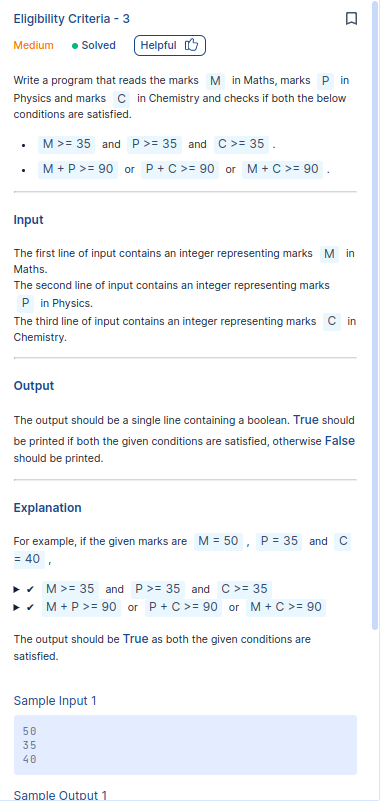 Eligibility Criteria - 3
Medium Solved Helpful
Write a program that reads the marks M in Maths, marks P in
Physics and marks C in Chemistry and checks if both the below
conditions are satisfied.
• M >= 35 and P >= 35 and C >= 35 .
• M + P >= 90 or P + C >= 90 or M + C >= 90 .
Input
The first line of input contains an integer representing marks M in
Maths.
The second line of input contains an integer representing marks
P in Physics.
The third line of input contains an integer representing marks C in
Chemistry.
Output
The output should be a single line containing a boolean. True should
be printed if both the given conditions are satisfied, otherwise False
should be printed.
Explanation
For example, if the given marks are M = 50 , P = 35 and C
= 40 ,
▶ ✔ M >= 35 and P >= 35 and C >= 35
▶ ✔ M + P >= 90 or P + C >= 90 or M + C >= 90
The output should be True as both the given conditions are
satisfied.
Sample Input 1
50
35
40
Sample Output 1